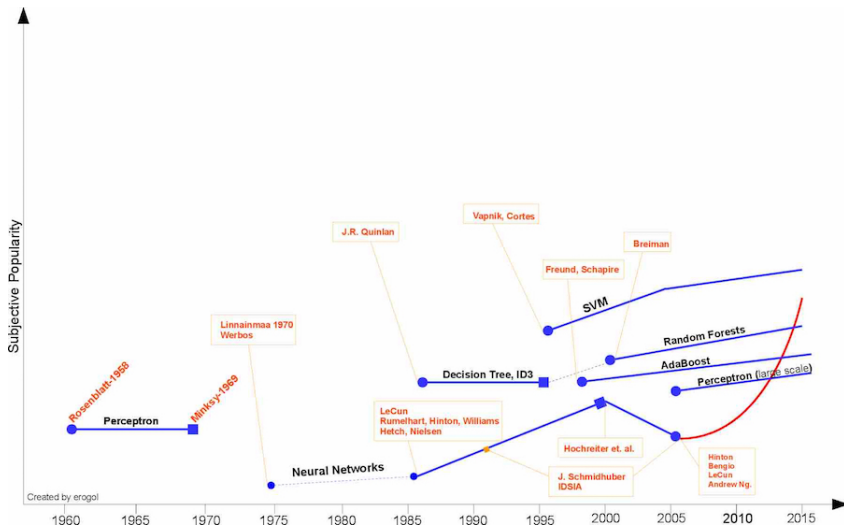 Subjective Popularity
Vapnik, Cortes
J.R. Quinlan
Breiman
Freund, Schapire
SVM
Linnainmaa 1970
Werbos
Random Forests
AdaBoost
Decision Tree, ID3
Perceptron (large scale)
Rosenblatt-1958
Minksy-1969
Perceptron
LeCun
Rumelhart, Hinton, Williams
Hetch, Nielsen
Hochreiter et. al.
Neural Networks
J. Schmidhuber
IDSIA
Hinton
Bengio
LeCun
Andrew Ng.
Created by erogol
1960 1965 1970 1975 1980 1985 1990 1995 2000 2005 2010 2015